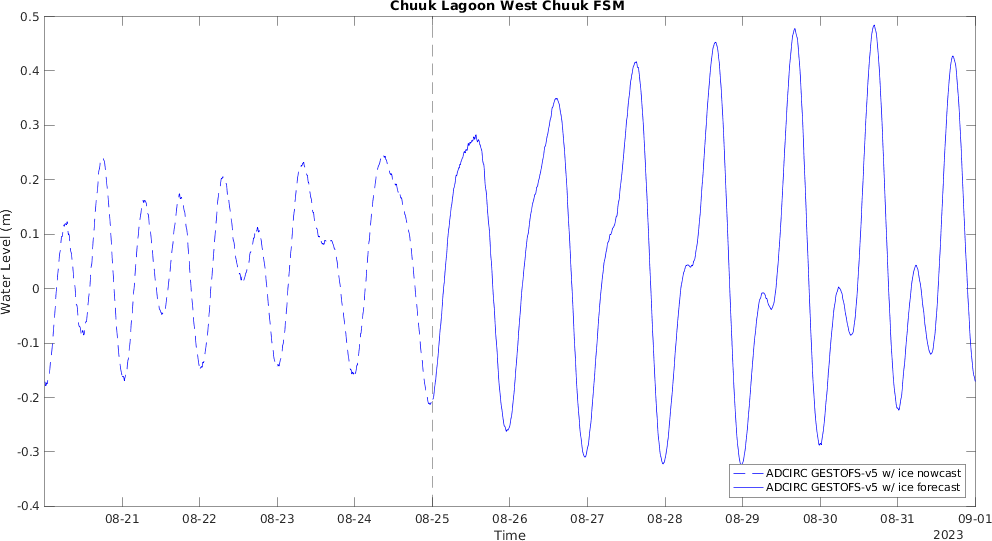 Chuuk Lagoon West Chuuk FSM
0.5
0.4
0.3
0.2
0.1
0
-0.1
-0.2
-0.3
-0.4
Water Level (m)
ADCIRC GESTOFS-v5 w/ ice nowcast
ADCIRC GESTOFS-v5 w/ ice forecast
08-21 08-22 08-23 08-24 08-25 08-26 08-27 08-28 08-29 08-30 08-31 09-01
Time
2023